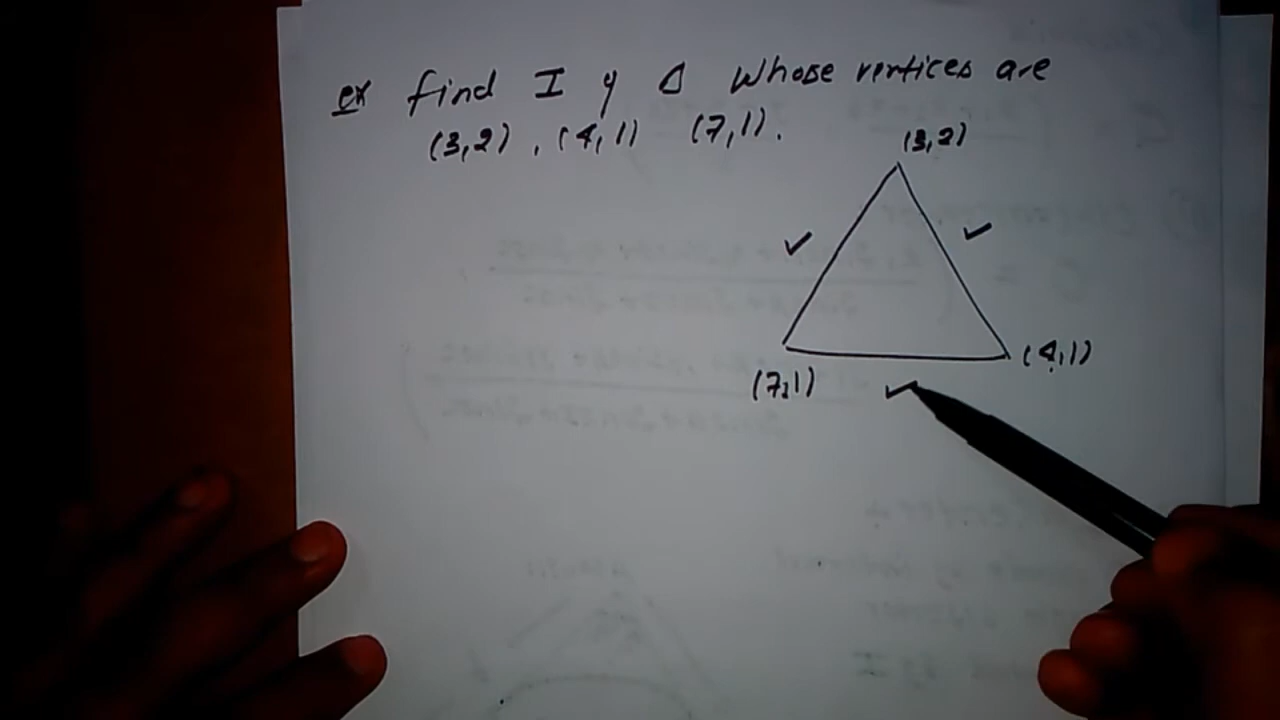 ex find I of Δ whose vertices are
(3,2) , (4,1) (7,1).
(3,2)
(4,1)
(7,1)